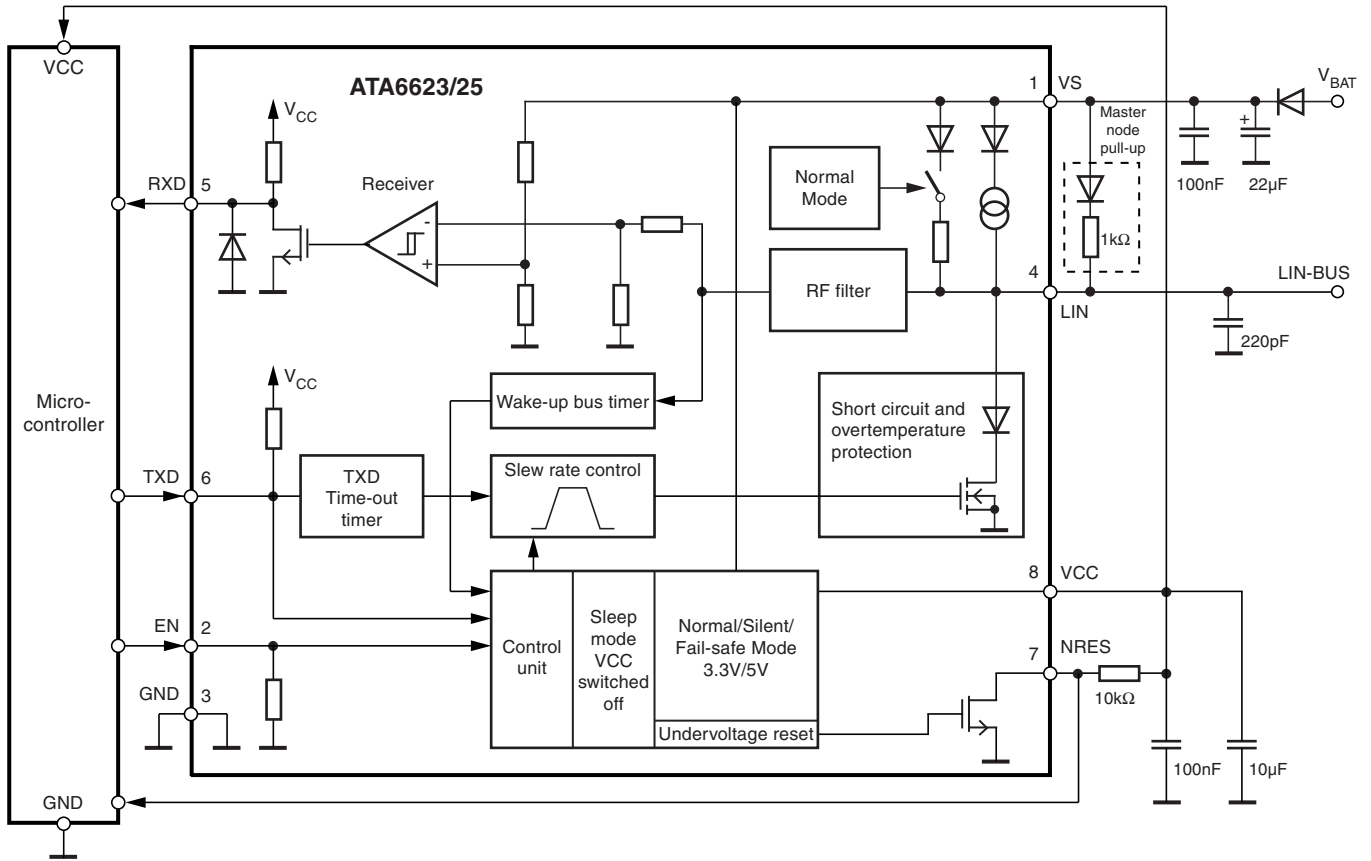 VCC
ATA6623/25
1
VS
V_BAT
Master
node
pull-up
V_CC
100nF
22µF
+
Normal
Mode
RXD
5
Receiver
-
+
1kΩ
4
LIN
LIN-BUS
RF filter
220pF
V_CC
Micro-
controller
Wake-up bus timer
Short circuit and
overtemperature
protection
TXD
6
TXD
Time-out
timer
Slew rate control
8
VCC
EN
2
Control
unit
Sleep
mode
VCC
switched
off
Normal/Silent/
Fail-safe Mode
3.3V/5V
7
NRES
10kΩ
GND
3
Undervoltage reset
100nF
10µF
GND